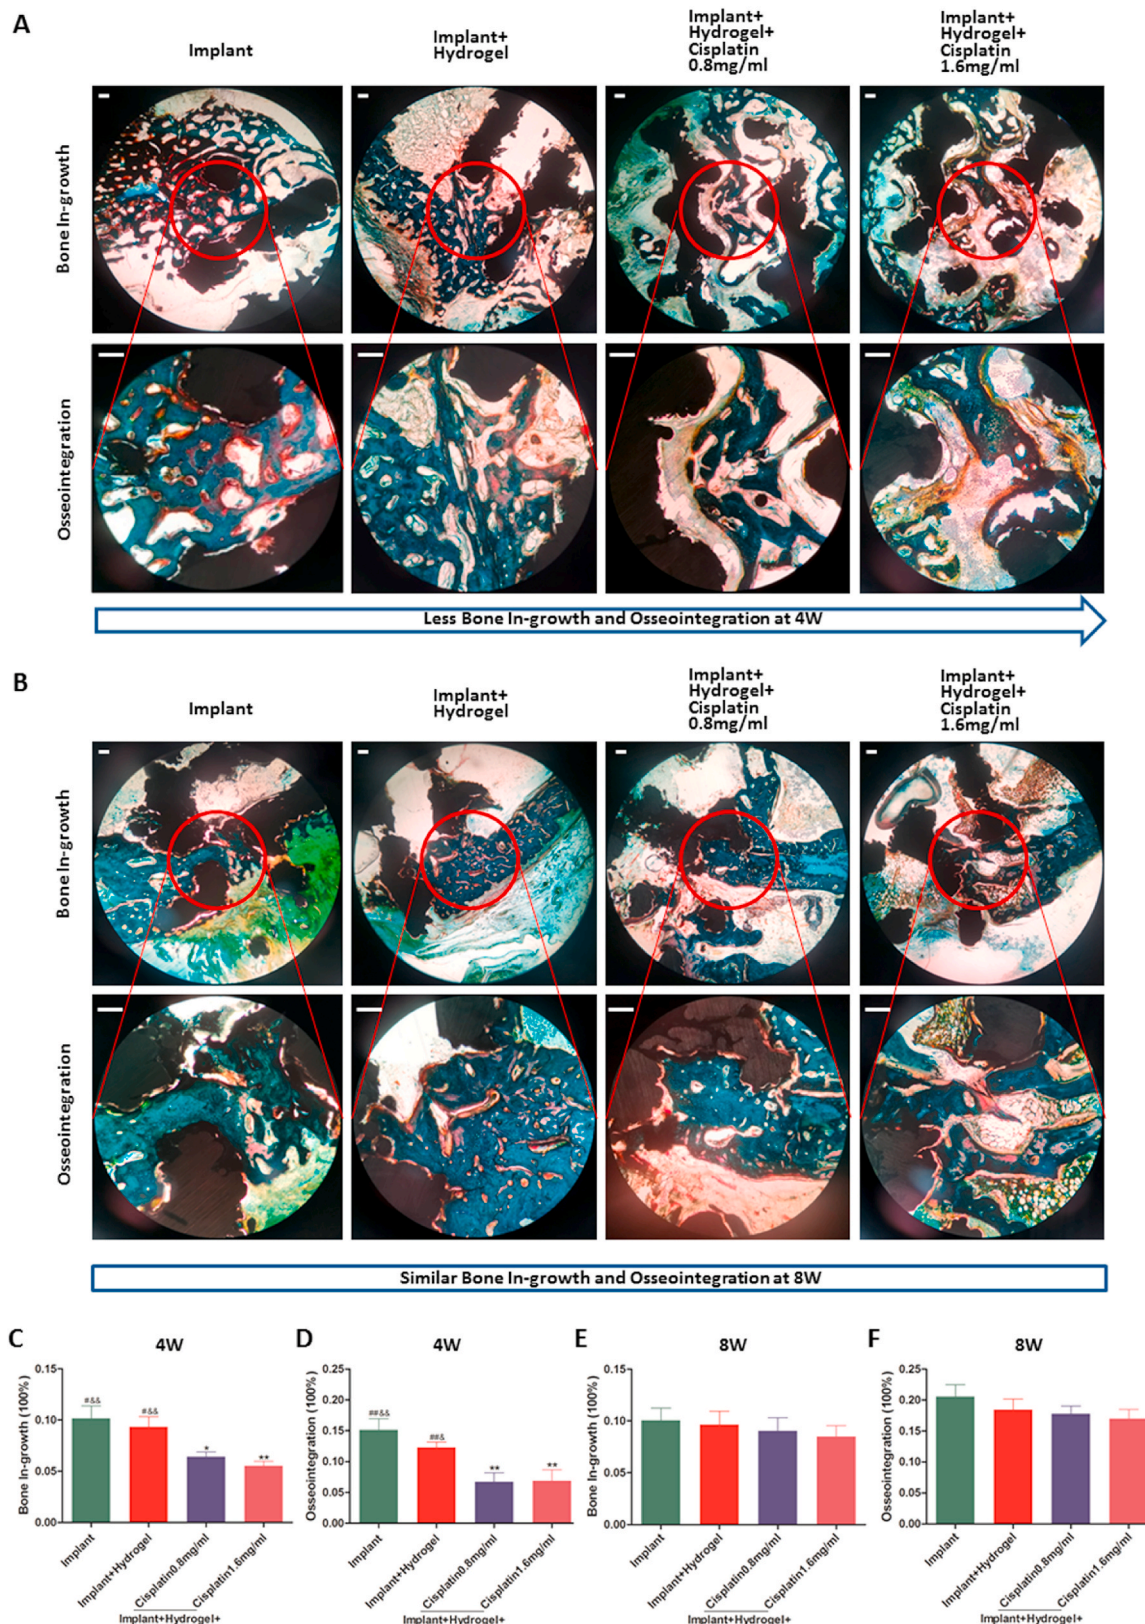 A
Implant
Implant+
Hydrogel
Implant+
Hydrogel+
Cisplatin
0.8mg/ml
Implant+
Hydrogel+
Cisplatin
1.6mg/ml
Bone In-growth
Osseointegration
Less Bone In-growth and Osseointegration at 4W
B
Implant
Implant+
Hydrogel
Implant+
Hydrogel+
Cisplatin
0.8mg/ml
Implant+
Hydrogel+
Cisplatin
1.6mg/ml
Bone In-growth
Osseointegration
Similar Bone In-growth and Osseointegration at 8W
C
4W
Bone In-growth (100%)
0.15
0.10
0.05
0.00
#&&
#&&
*
**
Implant
Implant+Hydrogel
Cisplatin0.8mg/ml
Cisplatin1.6mg/ml
Implant+Hydrogel+
D
4W
Osseointegration (100%)
0.25
0.20
0.15
0.10
0.05
0.00
##&&
##&
**
**
Implant
Implant+Hydrogel
Cisplatin0.8mg/ml
Cisplatin1.6mg/ml
Implant+Hydrogel+
E
8W
Bone In-growth (100%)
0.15
0.10
0.05
0.00
Implant
Implant+Hydrogel
Cisplatin0.8mg/ml
Cisplatin1.6mg/ml
Implant+Hydrogel+
F
8W
Osseointegration (100%)
0.25
0.20
0.15
0.10
0.05
0.00
Implant
Implant+Hydrogel
Cisplatin0.8mg/ml
Cisplatin1.6mg/ml
Implant+Hydrogel+